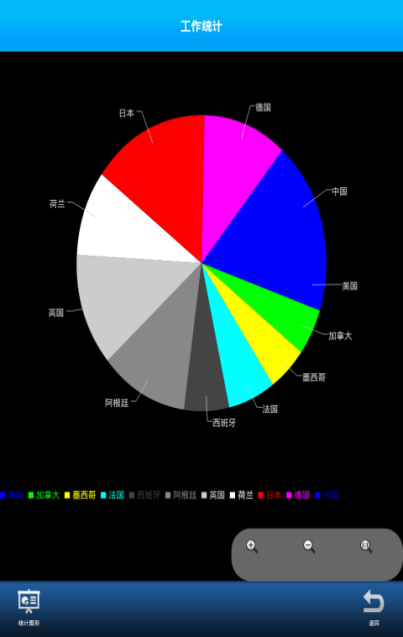 工作统计
日本
德国
荷兰
中国
英国
美国
加拿大
阿根廷
墨西哥
法国
西班牙
美国 加拿大 墨西哥 法国 西班牙 阿根廷 英国 荷兰 日本 德国 中国
统计图形
返回